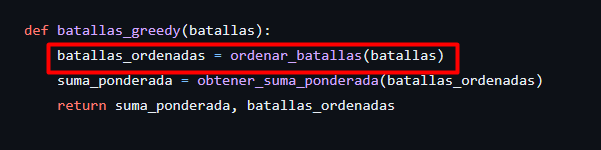 def batallas_greedy(batallas):
batallas_ordenadas = ordenar_batallas(batallas)
suma_ponderada = obtener_suma_ponderada(batallas_ordenadas)
return suma_ponderada, batallas_ordenadas